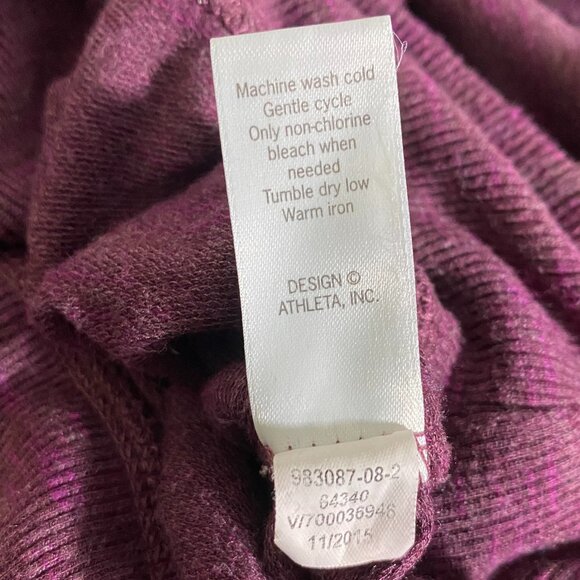 Machine wash cold
Gentle cycle
Only non-chlorine
bleach when
needed
Tumble dry low
Warm iron
DESIGN ©
ATHLETA, INC.
983087-08-2
64340
V/700036948
11/2015